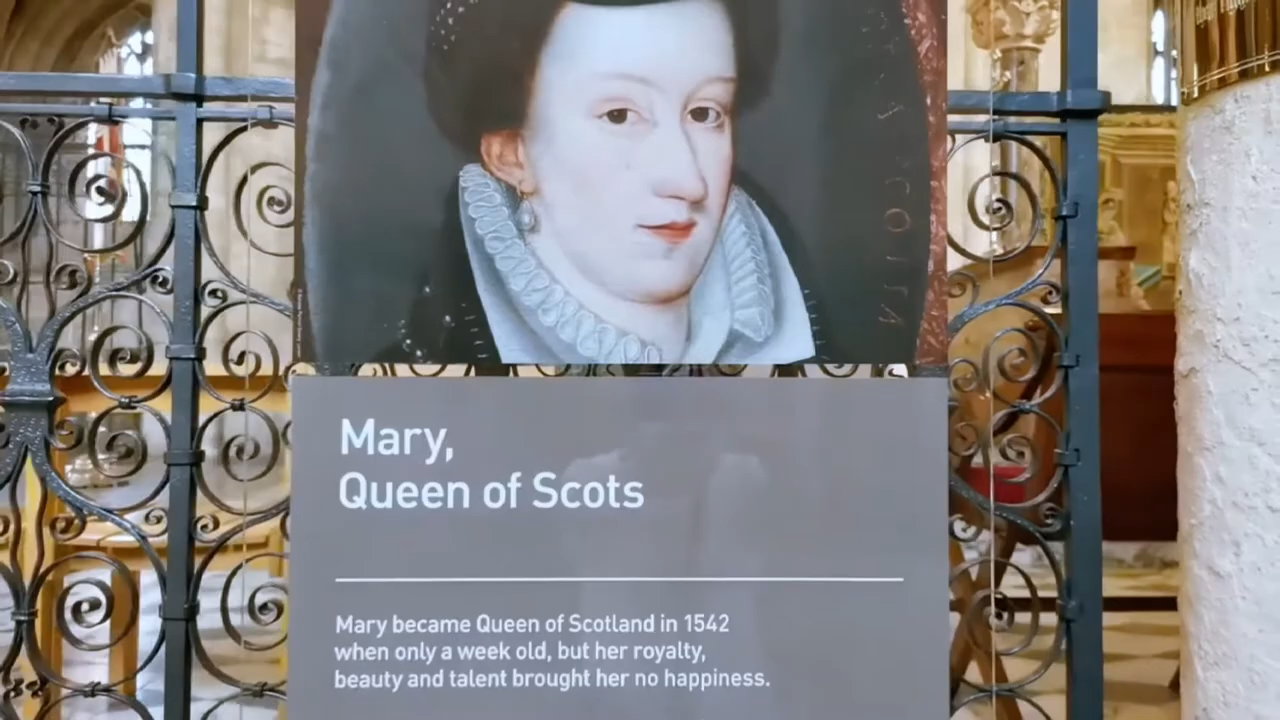 Mary,
Queen of Scots
Mary became Queen of Scotland in 1542
when only a week old, but her royalty,
beauty and talent brought her no happiness.